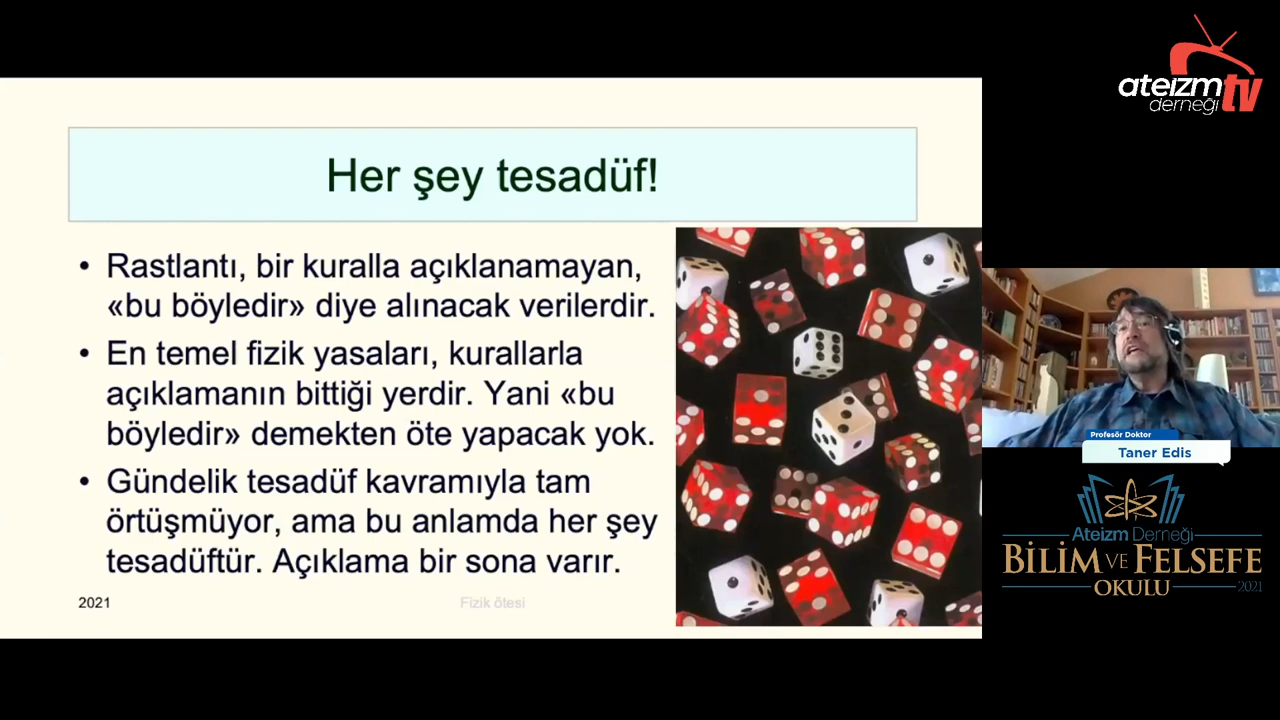 ateizm tv
derneği
Her şey tesadüf!
• Rastlantı, bir kuralla açıklanamayan,
«bu böyledir» diye alınacak verilerdir.
• En temel fizik yasaları, kurallarla
açıklamanın bittiği yerdir. Yani «bu
böyledir» demekten öte yapacak yok.
• Gündelik tesadüf kavramıyla tam
örtüşmüyor, ama bu anlamda her şey
tesadüftür. Açıklama bir sona varır.
2021
Fizik ötesi
Profesör Doktor
Taner Edis
Ateizm Derneği
BİLİM VE FELSEFE
OKULU
2021